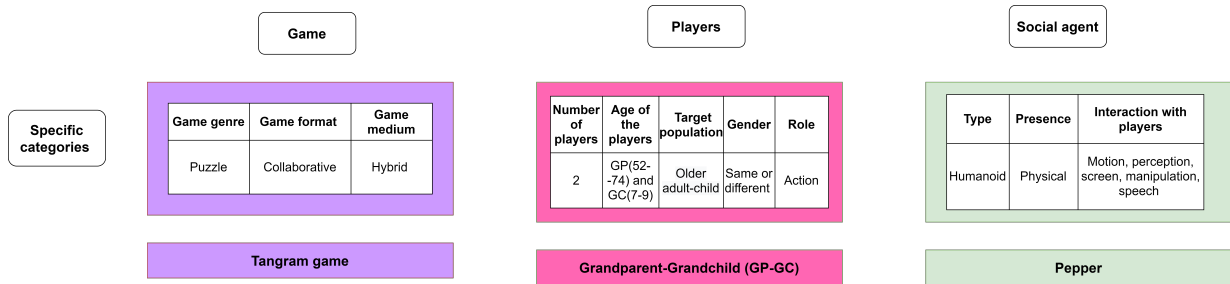 Game
Players
Social agent
Specific
categories
Game genre
Game format
Game
medium
Puzzle
Collaborative
Hybrid
Number
of
players
Age of
the
players
Target
population
Gender
Role
2
GP(52-
-74) and
GC(7-9)
Older
adult-child
Same or
different
Action
Type
Presence
Interaction with
players
Humanoid
Physical
Motion, perception,
screen, manipulation,
speech
Tangram game
Grandparent-Grandchild (GP-GC)
Pepper